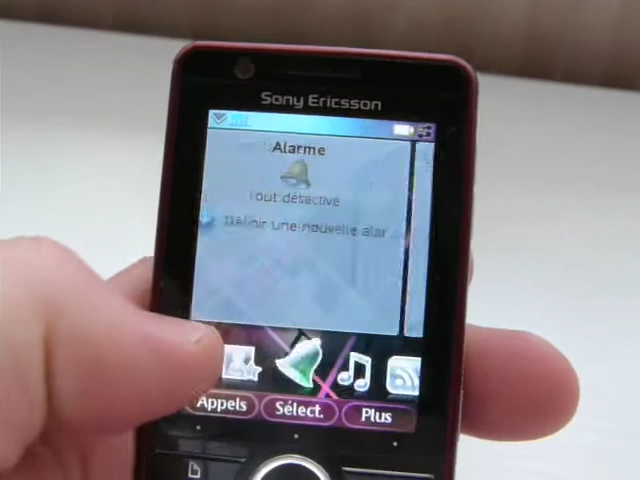 Sony Ericsson
Alarme
Tout désactivé
Définir une nouvelle alar...
Appels
Sélect.
Plus